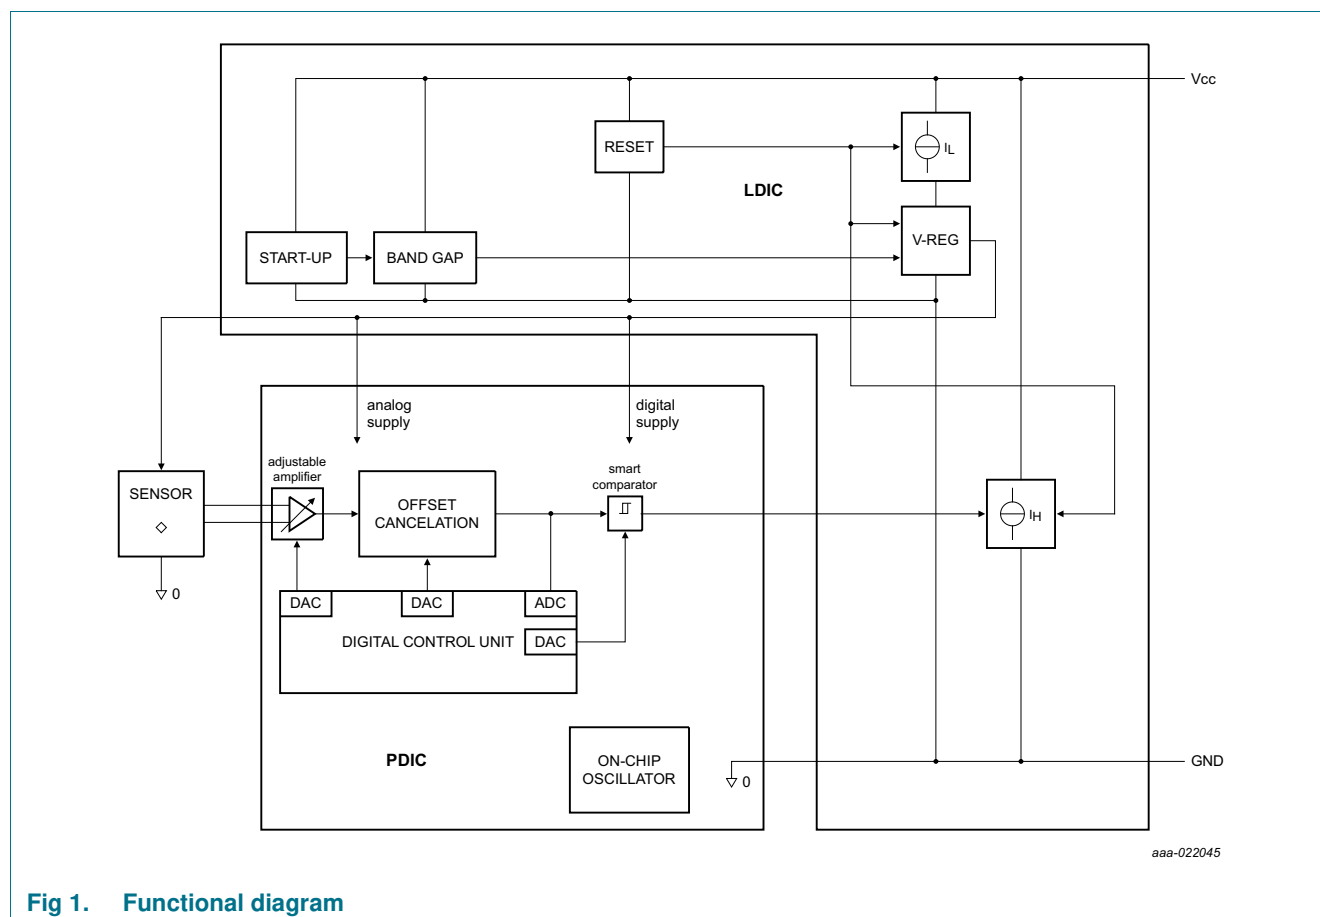 Vcc
RESET
IL
LDIC
V-REG
START-UP
BAND GAP
analog
supply
digital
supply
adjustable
amplifier
smart
comparator
SENSOR
OFFSET
CANCELATION
IH
0
DAC
DAC
ADC
DIGITAL CONTROL UNIT
DAC
PDIC
ON-CHIP
OSCILLATOR
0
GND
aaa-022045
Fig 1. Functional diagram